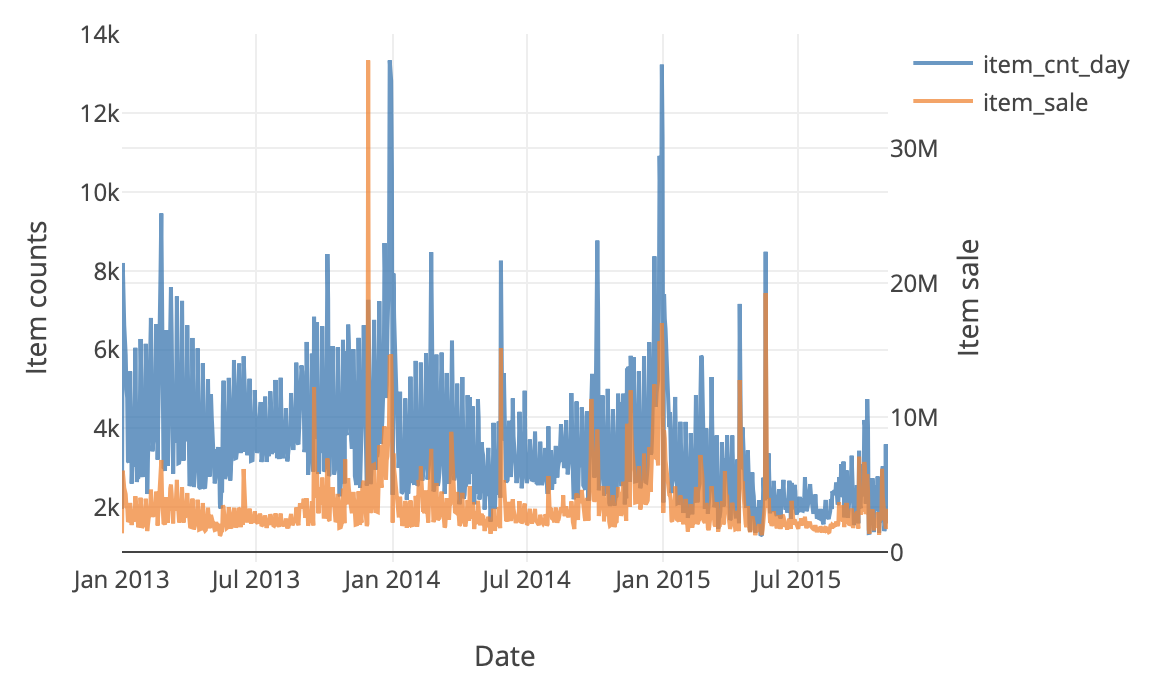 14k
12k
10k
8k
6k
4k
2k
Item counts
30M
20M
10M
0
Item sale
item_cnt_day
item_sale
Jan 2013
Jul 2013
Jan 2014
Jul 2014
Jan 2015
Jul 2015
Date